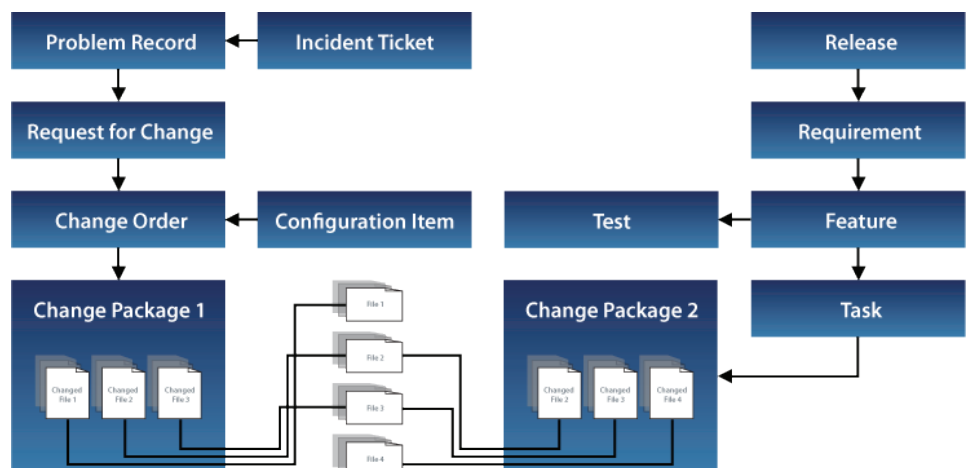 Problem Record
Incident Ticket
Release
Request for Change
Requirement
Change Order
Configuration Item
Test
Feature
Change Package 1
File 1
Change Package 2
Task
File 2
Changed
File 1
Changed
File 2
Changed
File 3
Changed
File 2
Changed
File 3
Changed
File 4
File 3
File 4